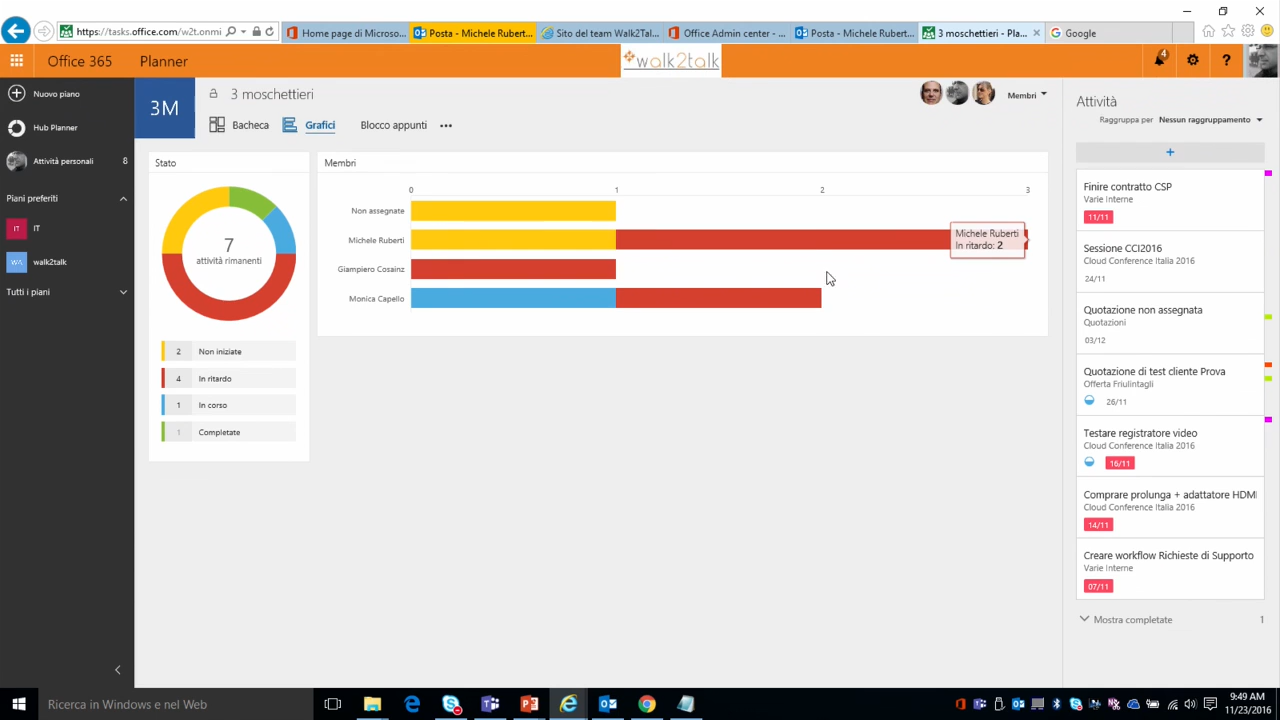 https://tasks.office.com/w2t.onmi
Home page di Microso...
Posta - Michele Rubert...
Sito del team Walk2Tal...
Office Admin center - ...
Posta - Michele Ruberti...
3 moschettieri - Pla...
Google
Office 365
Planner
walk2talk
4
?
Nuovo piano
Hub Planner
Attività personali 8
Piani preferiti
IT IT
WA walk2talk
Tutti i piani
3M
3 moschettieri
Membri
Bacheca
Grafici
Blocco appunti
Stato
7
attività rimanenti
2 Non iniziate
4 In ritardo
1 In corso
1 Completate
Membri
0 1 2 3
Non assegnate
Michele Ruberti
Giampiero Cosainz
Monica Capello
Michele Ruberti
In ritardo: 2
Attività
Raggruppa per Nessun raggruppamento
+
Finire contratto CSP
Varie Interne
11/11
Sessione CCI2016
Cloud Conference Italia 2016
24/11
Quotazione non assegnata
Quotazioni
03/12
Quotazione di test cliente Prova
Offerta Friulintagli
26/11
Testare registratore video
Cloud Conference Italia 2016
16/11
Comprare prolunga + adattatore HDMI
Cloud Conference Italia 2016
14/11
Creare workflow Richieste di Supporto
Varie Interne
07/11
Mostra completate 1
Ricerca in Windows e nel Web
9:49 AM
11/23/2016